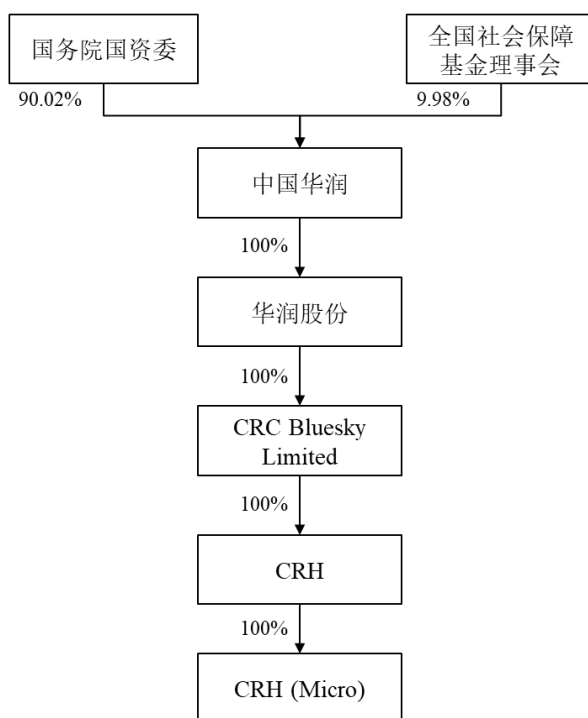 国务院国资委
全国社会保障
基金理事会
90.02%
9.98%
中国华润
100%
华润股份
100%
CRC Bluesky
Limited
100%
CRH
100%
CRH (Micro)